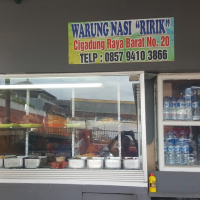 WARUNG NASI "RIRIK"
Cigadung Raya Barat No. 20
TELP : 0857 9410 3866